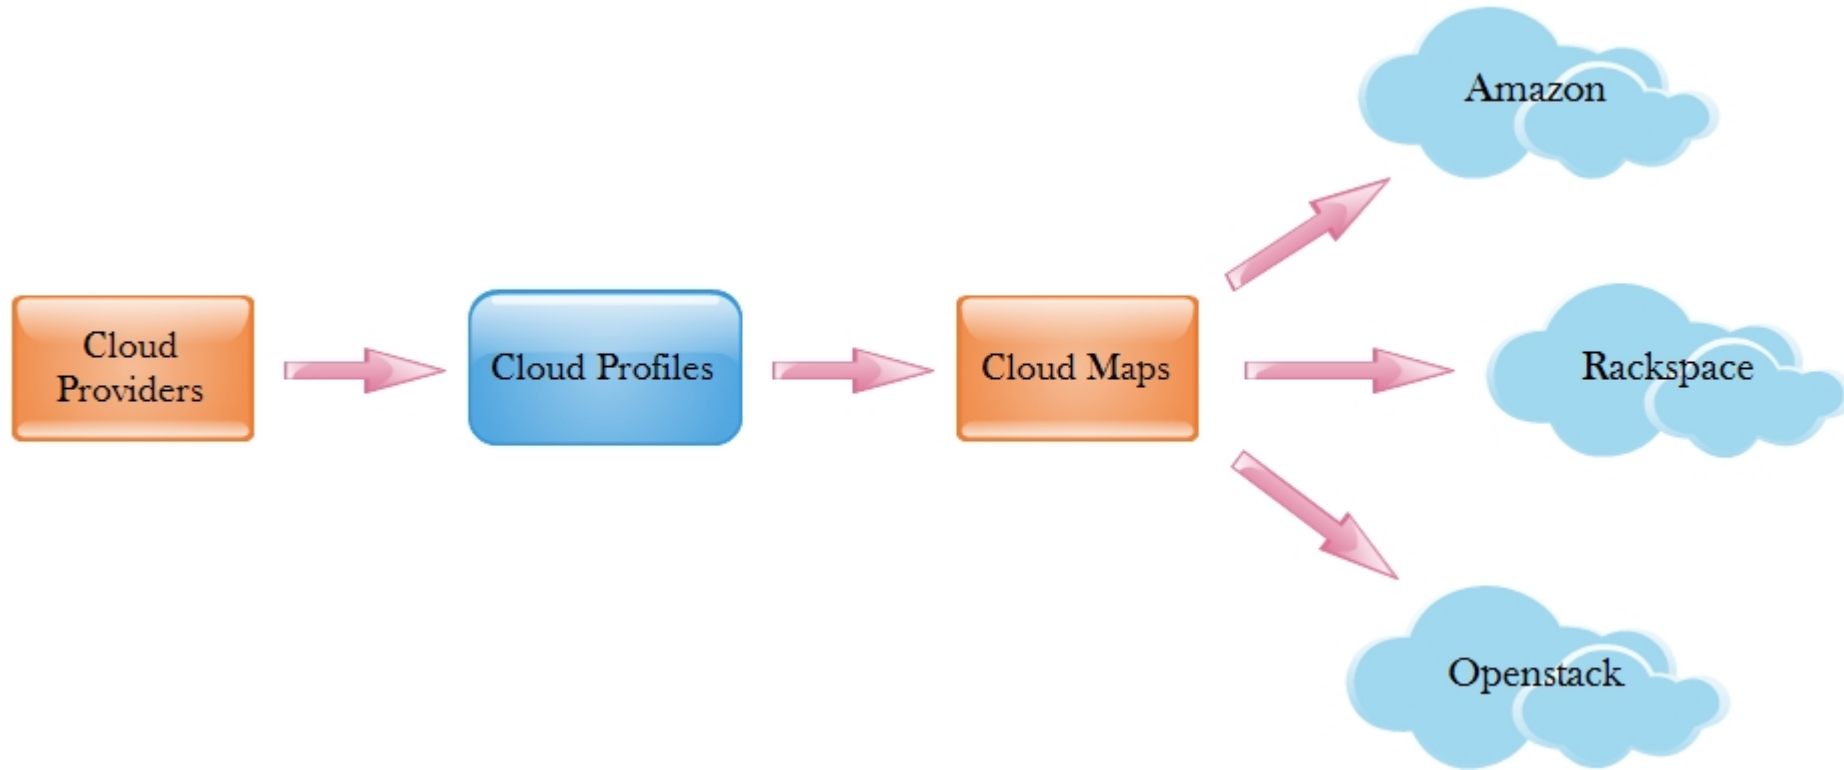 Amazon
Cloud
Providers
Cloud Profiles
Cloud Maps
Rackspace
Openstack